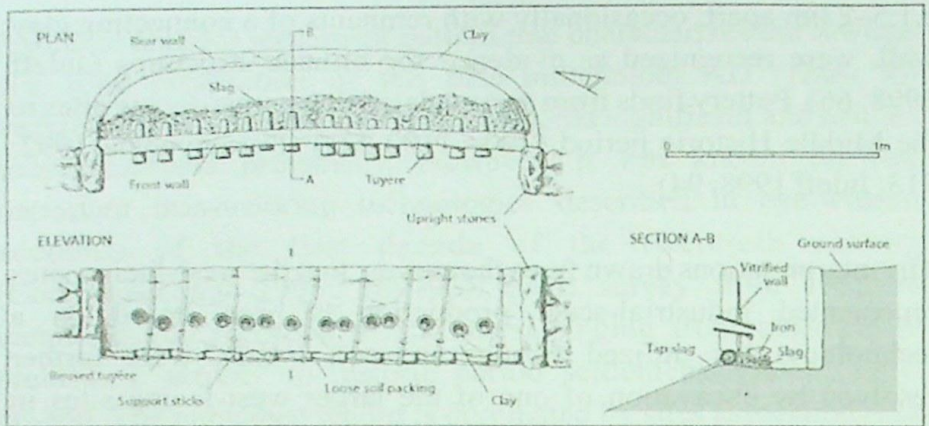 PLAN
Rear wall
B
Clay
Slag
0 1m
Front wall
A
Tuyere
Upright stones
ELEVATION
SECTION A-B
Ground surface
Vitrified wall
Iron
Tap slag
Slag
Reused tuyère
Support sticks
Loose soil packing
Clay